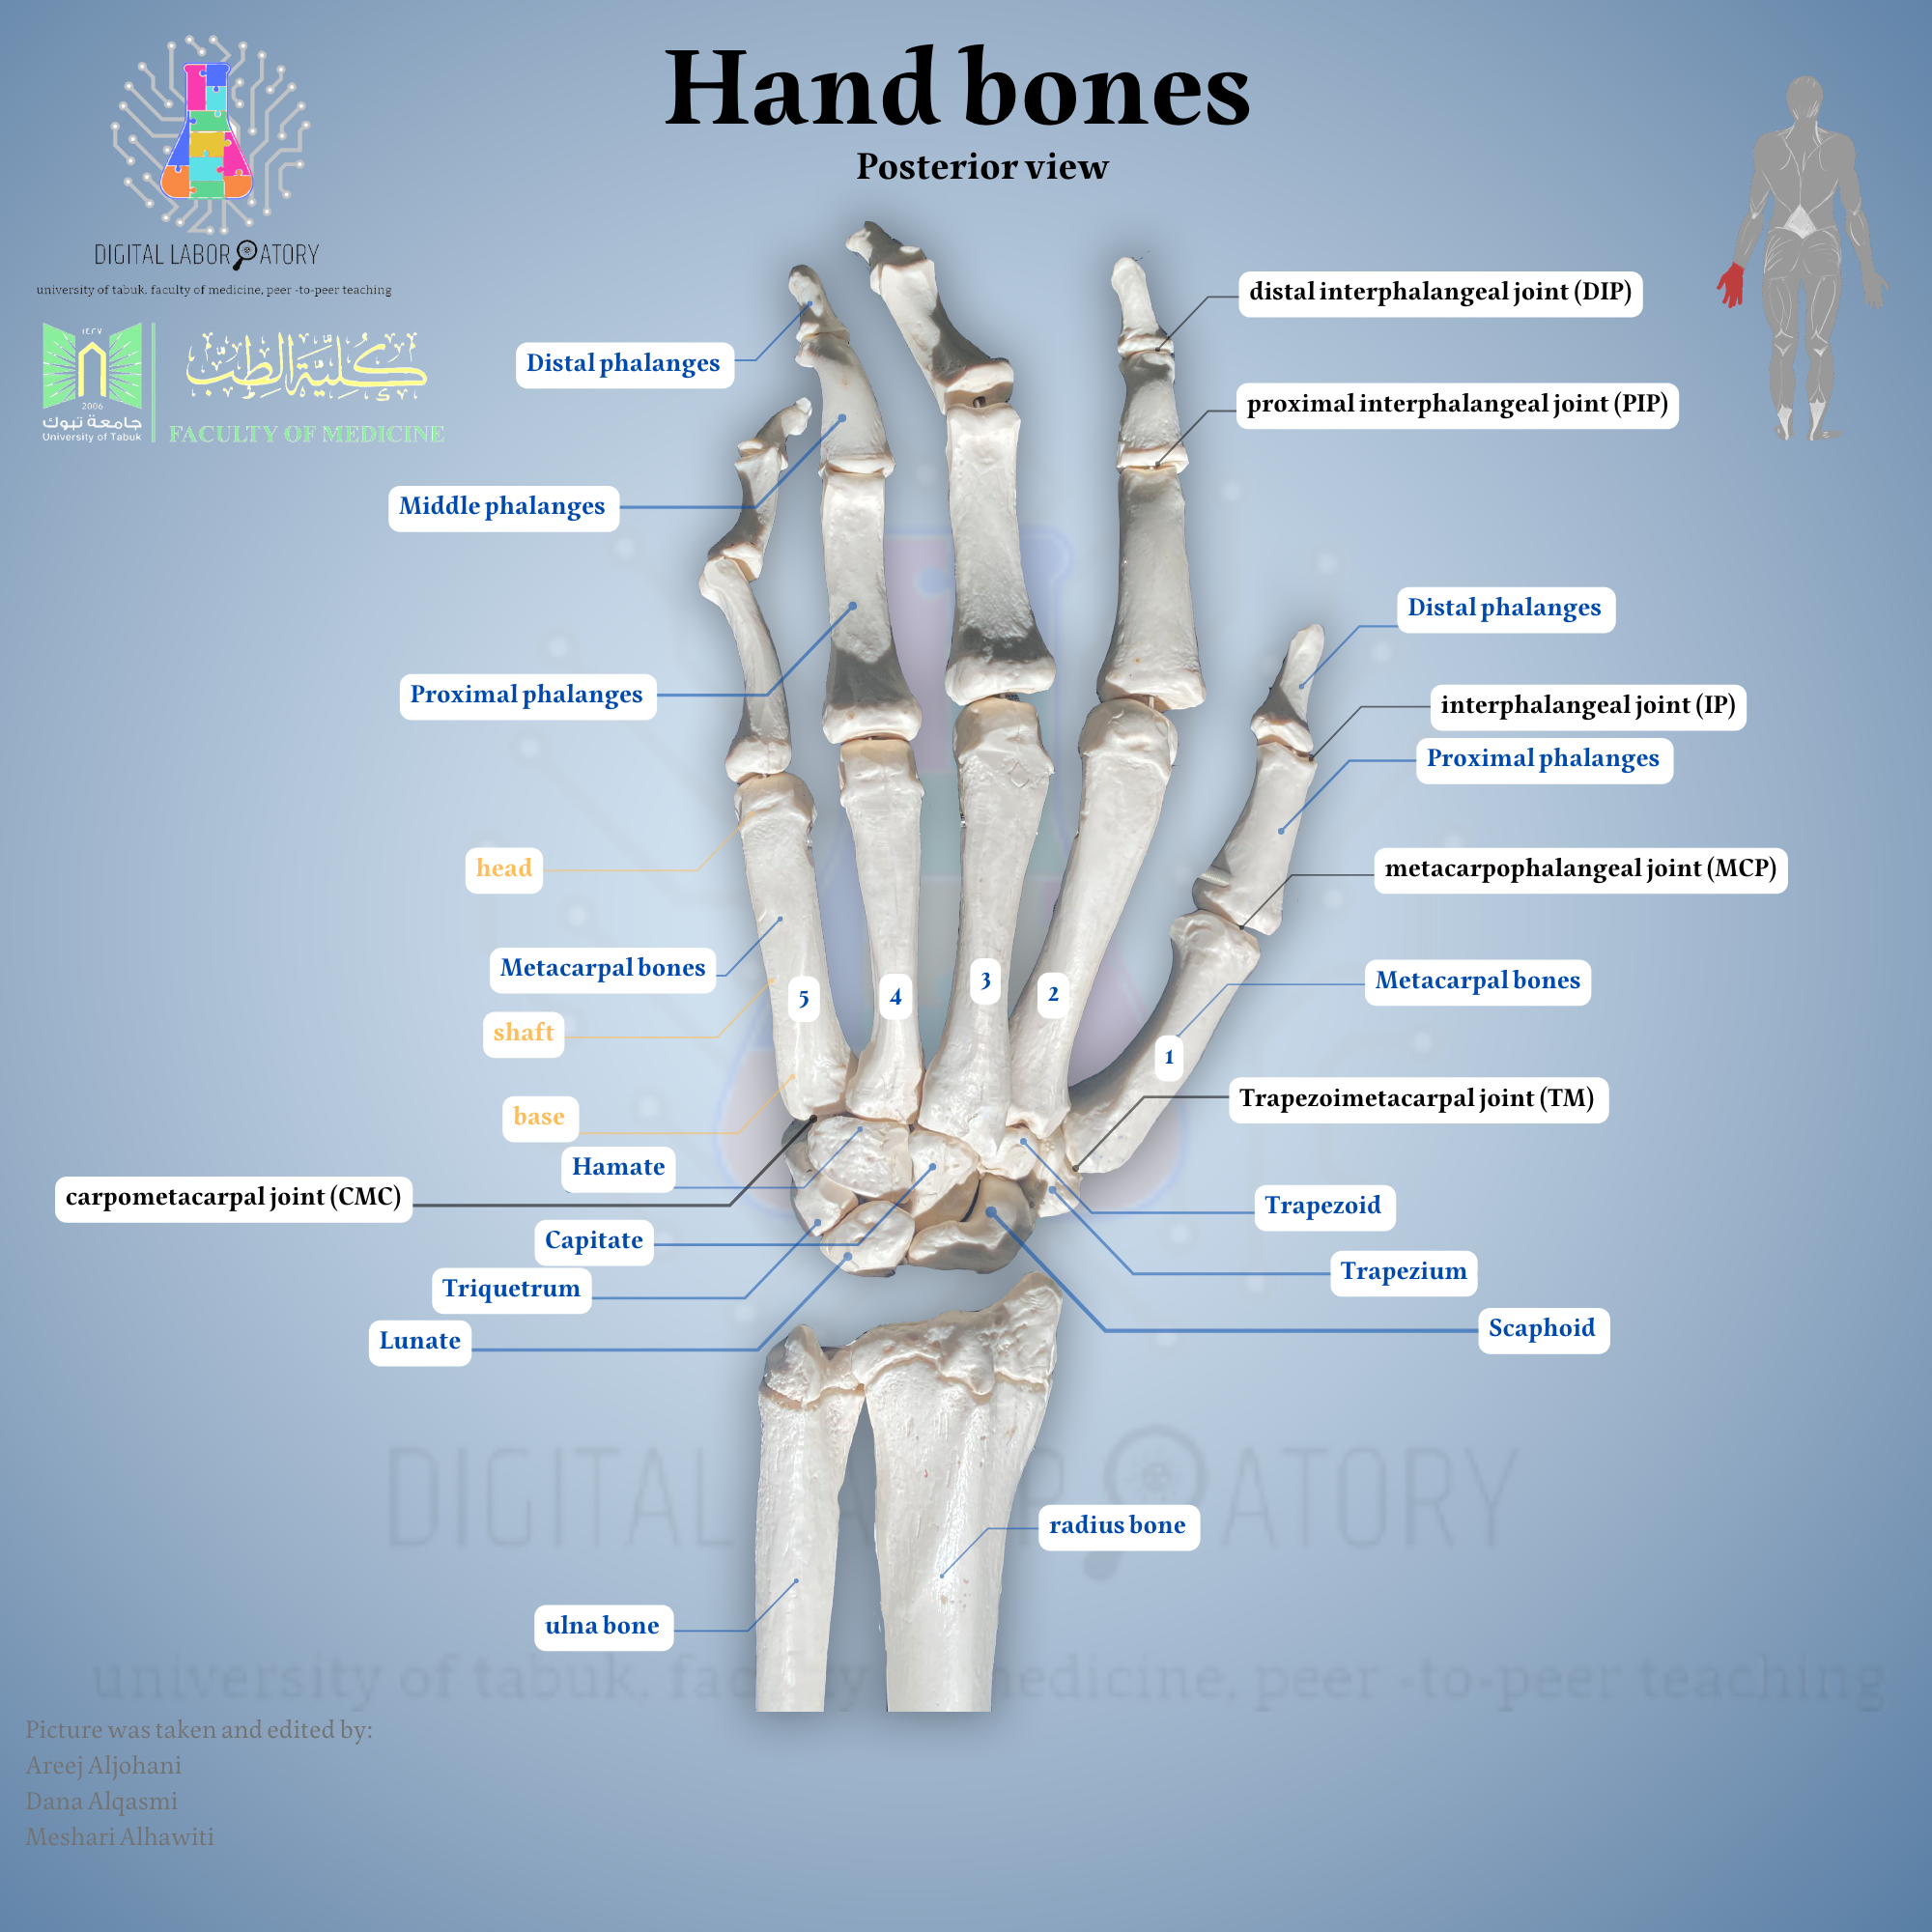 Hand bones
Posterior view
DIGITAL LABORATORY
university of tabuk. faculty of medicine, peer -to-peer teaching
١٤٢٧
2006
جامعة تبوك
University of Tabuk
كلية الطب
FACULTY OF MEDICINE
distal interphalangeal joint (DIP)
Distal phalanges
proximal interphalangeal joint (PIP)
Middle phalanges
Distal phalanges
Proximal phalanges
interphalangeal joint (IP)
Proximal phalanges
head
metacarpophalangeal joint (MCP)
Metacarpal bones
Metacarpal bones
5
4
3
2
1
shaft
base
Trapezoimetacarpal joint (TM)
Hamate
carpometacarpal joint (CMC)
Trapezoid
Capitate
Trapezium
Triquetrum
Lunate
Scaphoid
DIGITAL LABORATORY
radius bone
ulna bone
university of tabuk. faculty of medicine, peer -to-peer teaching
Picture was taken and edited by:
Areej Aljohani
Dana Alqasmi
Meshari Alhawiti